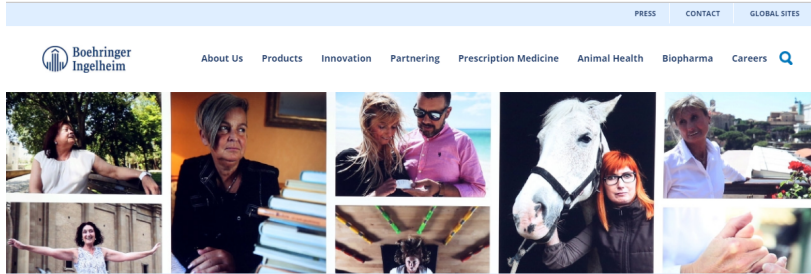 PRESS CONTACT GLOBAL SITES
Boehringer
Ingelheim
About Us Products Innovation Partnering Prescription Medicine Animal Health Biopharma Careers